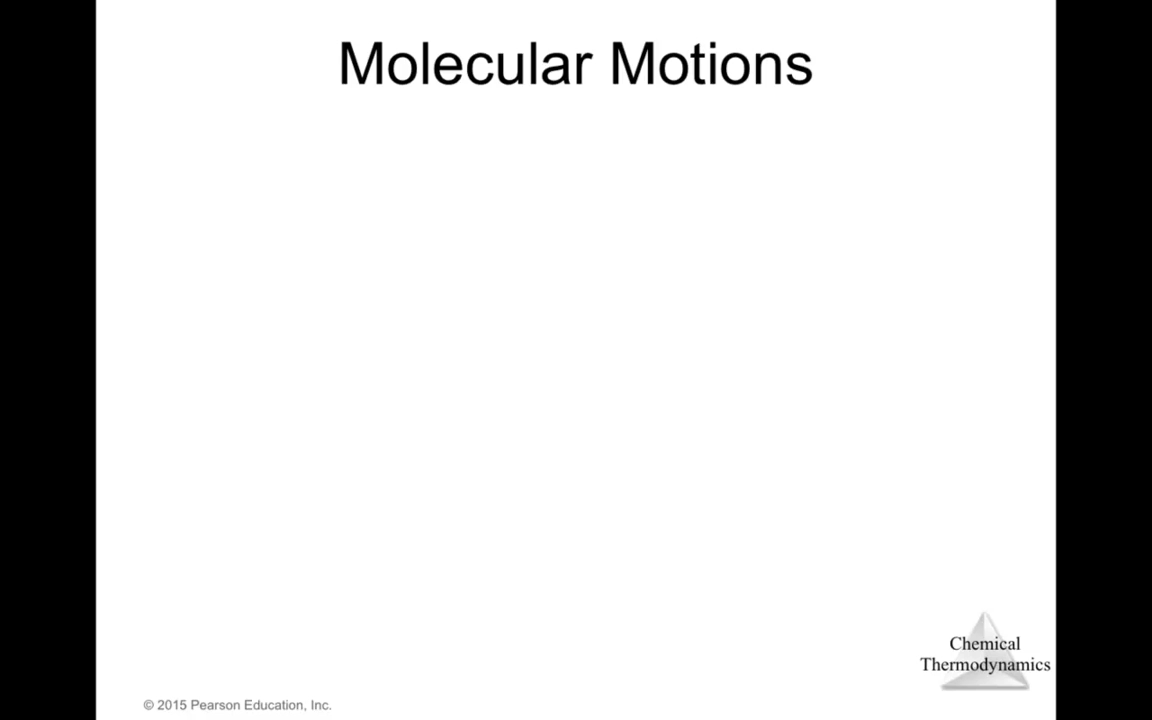 Molecular Motions
Chemical
Thermodynamics
© 2015 Pearson Education, Inc.